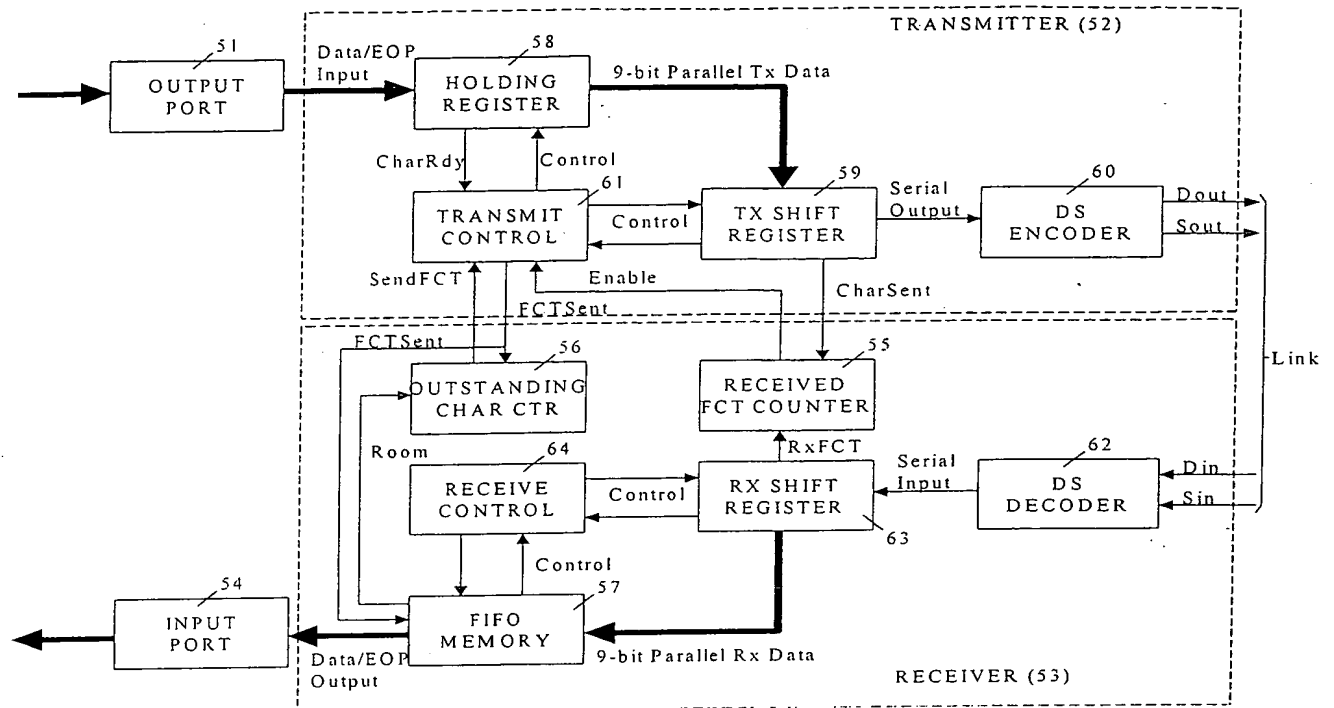 TRANSMITTER (52)
51
OUTPUT
PORT
Data/EOP
Input
58
HOLDING
REGISTER
9-bit Parallel Tx Data
CharRdy
Control
61
TRANSMIT
CONTROL
Control
59
TX SHIFT
REGISTER
Serial
Output
60
DS
ENCODER
Dout
Sout
SendFCT
Enable
CharSent
FCTSent
FCTSent
56
OUTSTANDING
CHAR CTR
55
RECEIVED
FCT COUNTER
Link
Room
RxFCT
64
RECEIVE
CONTROL
Control
RX SHIFT
REGISTER
63
Serial
Input
62
DS
DECODER
Din
Sin
Control
54
INPUT
PORT
57
FIFO
MEMORY
Data/EOP
Output
9-bit Parallel Rx Data
RECEIVER (53)